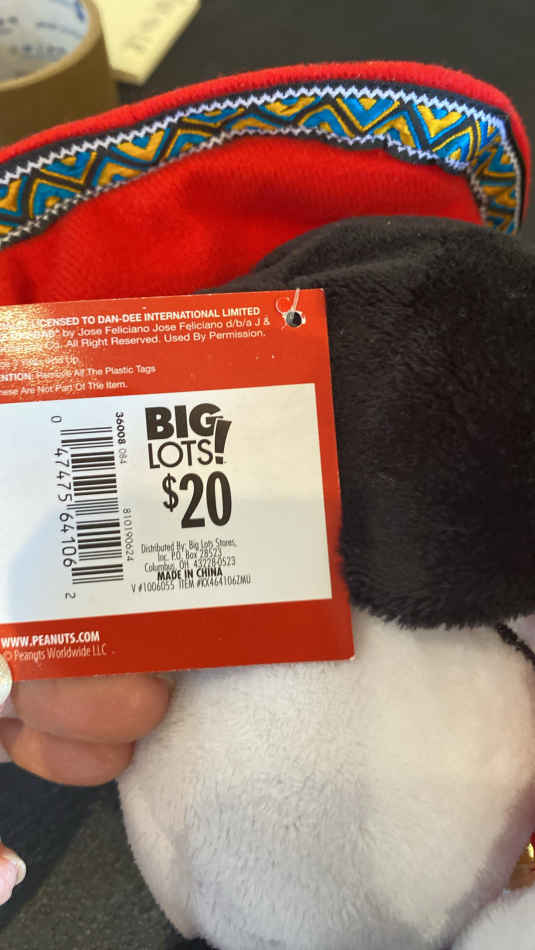 LICENSED TO DAN-DEE INTERNATIONAL LIMITED
by Jose Feliciano Jose Feliciano d/b/a J &
Co. All Right Reserved. Used By Permission.
and Up.
Remove All The Plastic Tags
These Are Not Part Of The Item.
BIG
LOTS!
$20
36008 084
0 47475 64106 2
810190624
Distributed By: Big Lots Stores,
Inc. P.O. Box 28523
Columbus, OH 43228-0523
MADE IN CHINA
V #1006055 ITEM #KX464106ZMU
WWW.PEANUTS.COM
© Peanuts Worldwide LLC